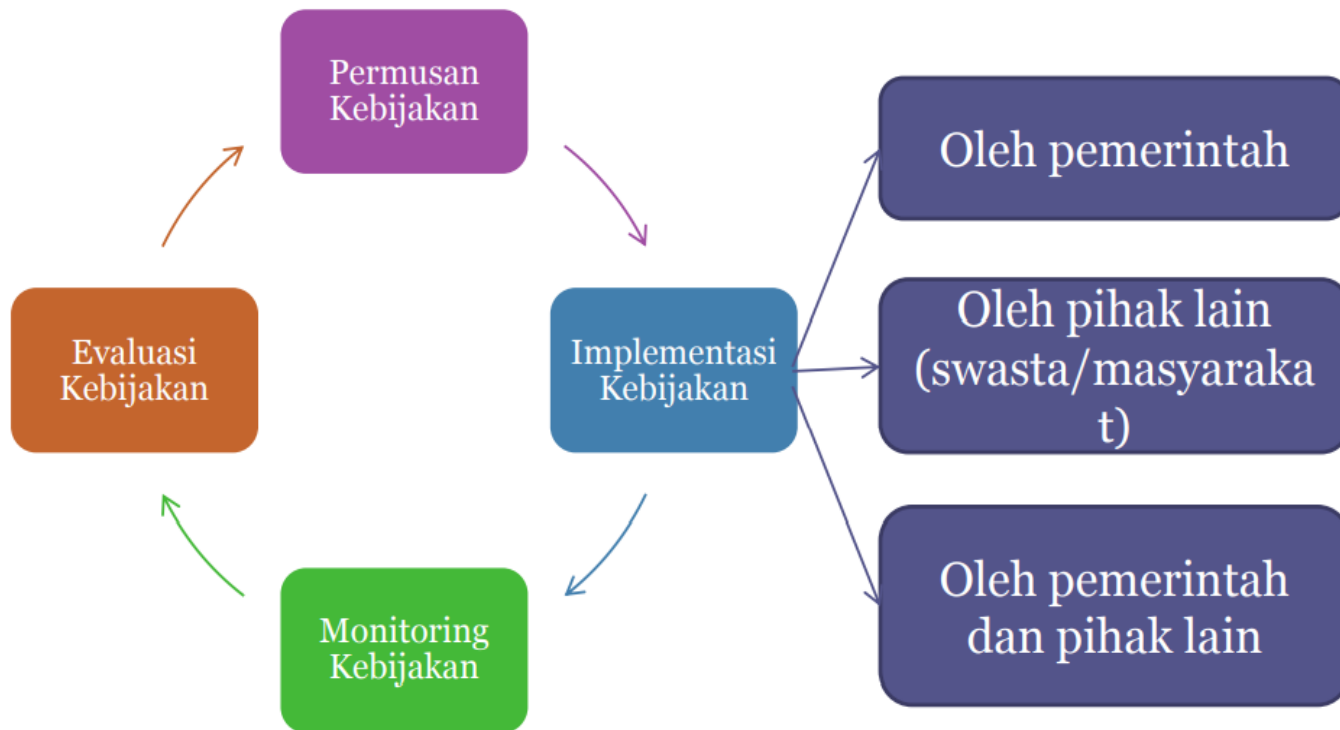 Permusan
Kebijakan
Oleh pemerintah
Evaluasi
Kebijakan
Implementasi
Kebijakan
Oleh pihak lain
(swasta/masyaraka
t)
Monitoring
Kebijakan
Oleh pemerintah
dan pihak lain